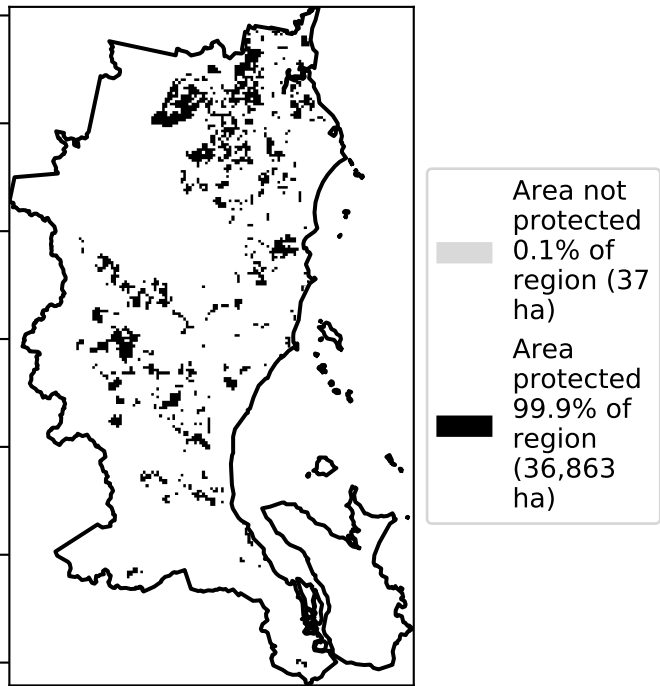 Area not
protected
0.1% of
region (37
ha)
Area
protected
99.9% of
region
(36,863
ha)